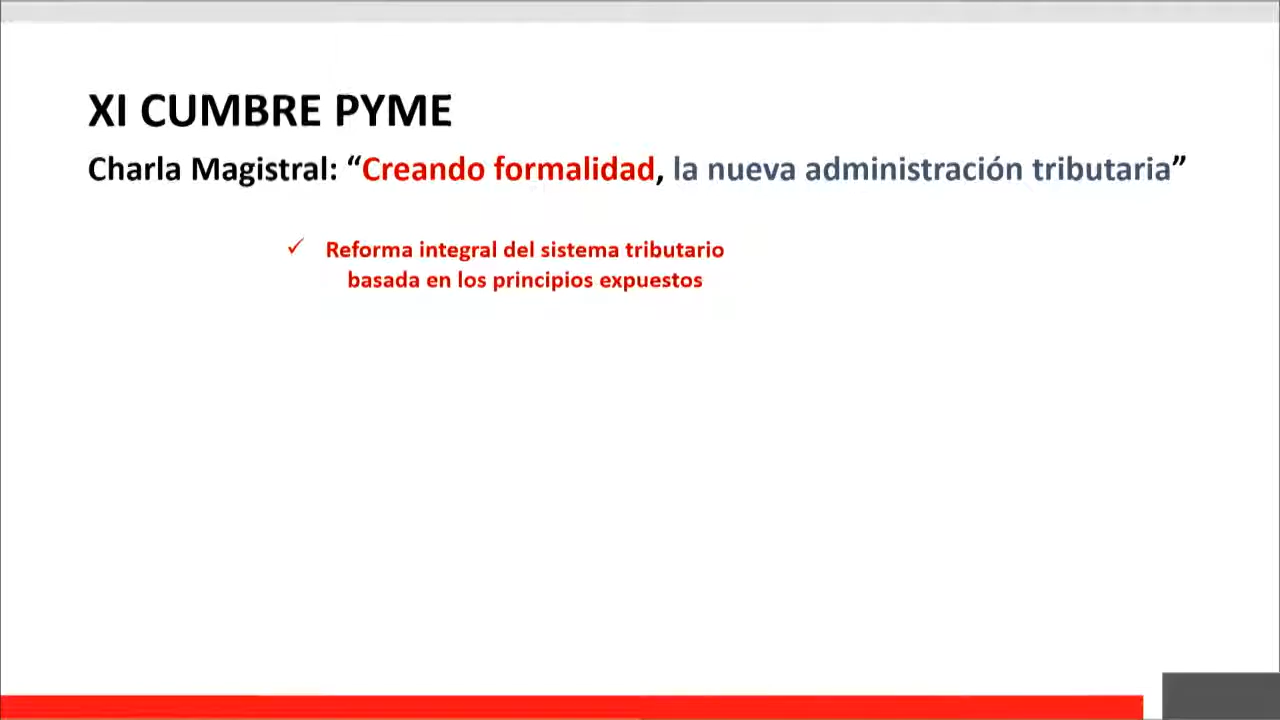 XI CUMBRE PYME
Charla Magistral: “Creando formalidad, la nueva administración tributaria”
✓ Reforma integral del sistema tributario
basada en los principios expuestos